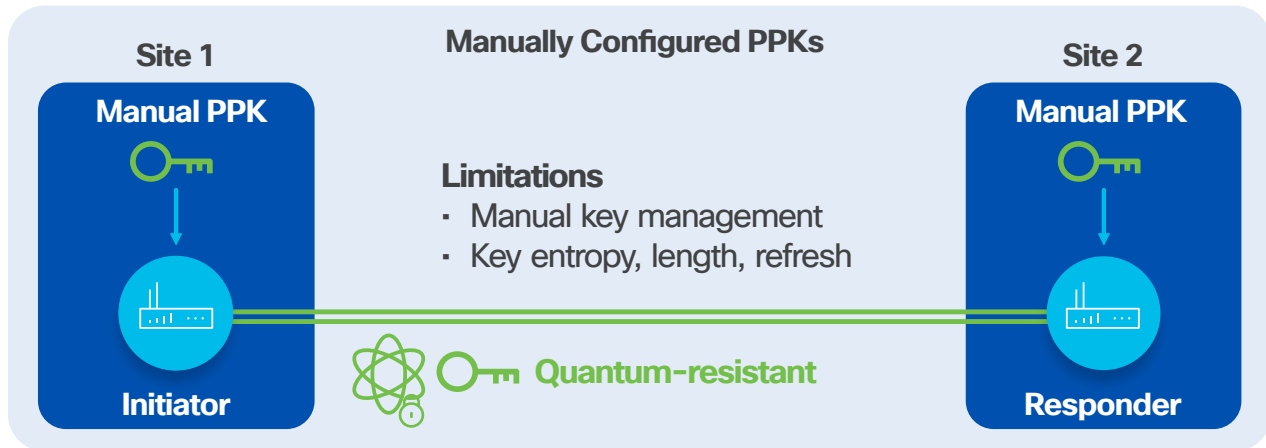 Manually Configured PPKs
Site 1
Manual PPK
Initiator
Limitations
· Manual key management
· Key entropy, length, refresh
Quantum-resistant
Site 2
Manual PPK
Responder